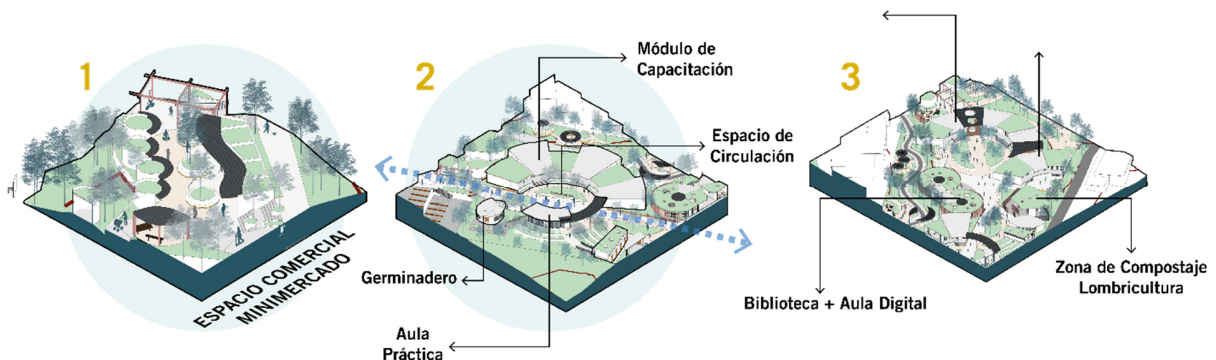 1
ESPACIO COMERCIAL
MINIMERCADO
2
Módulo de
Capacitación
Espacio de
Circulación
Germinadero
Aula
Práctica
3
Biblioteca + Aula Digital
Zona de Compostaje
Lombricultura